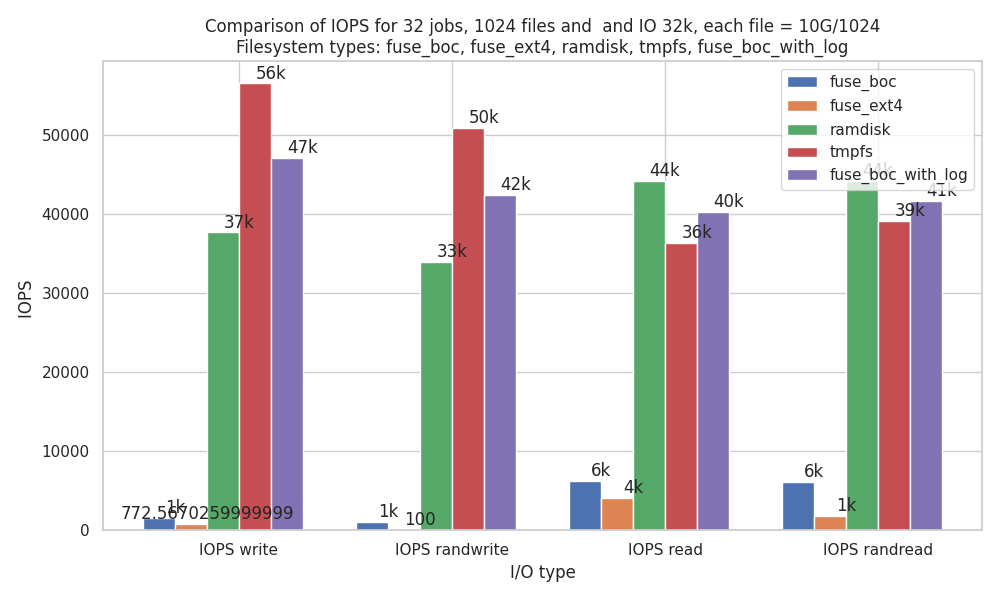 Comparison of IOPS for 32 jobs, 1024 files and  and IO 32k, each file = 10G/1024
Filesystem types: fuse_boc, fuse_ext4, ramdisk, tmpfs, fuse_boc_with_log
fuse_boc
fuse_ext4
ramdisk
tmpfs
fuse_boc_with_log
IOPS
50000
40000
30000
20000
10000
0
1k
772.5670259999999
37k
56k
47k
1k
100
33k
50k
42k
6k
4k
44k
36k
40k
6k
1k
44k
39k
41k
IOPS write
IOPS randwrite
IOPS read
IOPS randread
I/O type